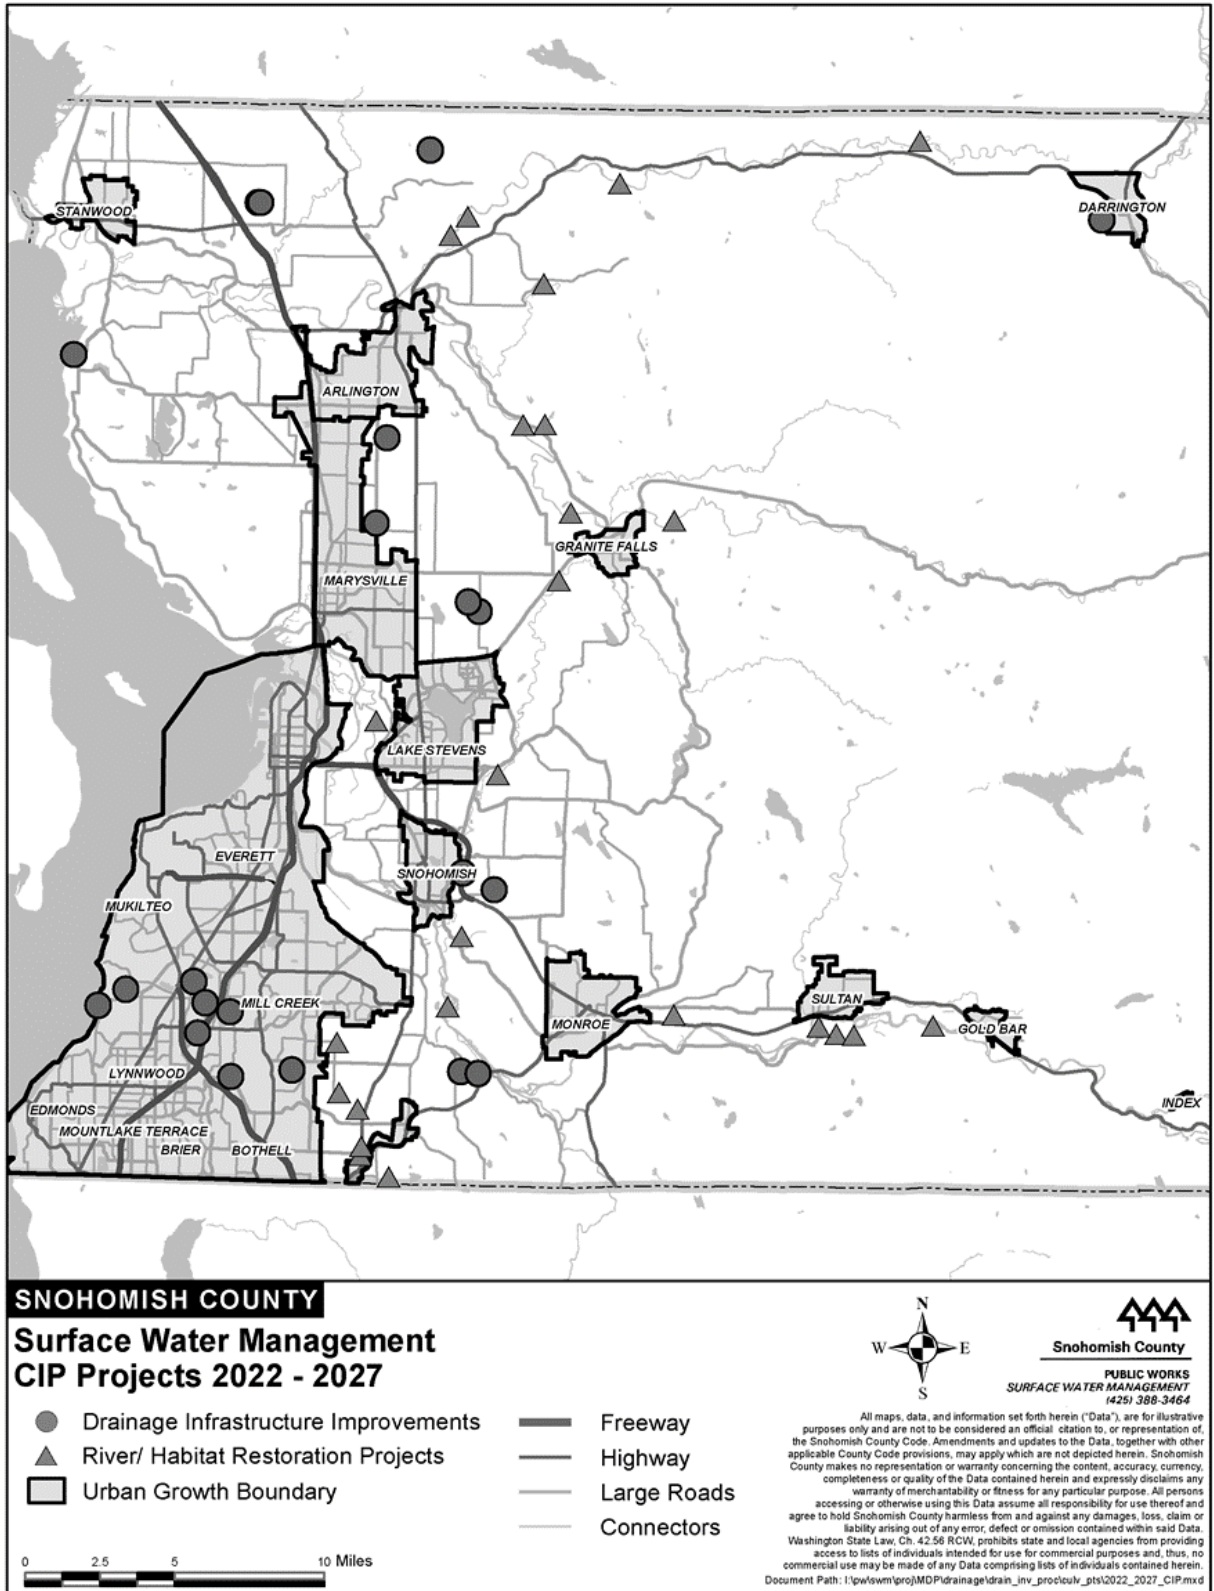 STANWOOD
DARRINGTON
ARLINGTON
GRANITE FALLS
MARYSVILLE
LAKE STEVENS
EVERETT
SNOHOMISH
MUKILTEO
MILL CREEK
SULTAN
MONROE
GOLD BAR
LYNNWOOD
INDEX
EDMONDS
MOUNTLAKE TERRACE
BRIER
BOTHELL
SNOHOMISH COUNTY
Surface Water Management
CIP Projects 2022 - 2027
Drainage Infrastructure Improvements
River/ Habitat Restoration Projects
Urban Growth Boundary
Freeway
Highway
Large Roads
Connectors
0 2.5 5 10 Miles
N
W E
S
Snohomish County
PUBLIC WORKS
SURFACE WATER MANAGEMENT
(425) 388-3464
All maps, data, and information set forth herein ("Data"), are for illustrative
purposes only and are not to be considered an official citation to, or representation of,
the Snohomish County Code. Amendments and updates to the Data, together with other
applicable County Code provisions, may apply which are not depicted herein. Snohomish
County makes no representation or warranty concerning the content, accuracy, currency,
completeness or quality of the Data contained herein and expressly disclaims any
warranty of merchantability or fitness for any particular purpose. All persons
accessing or otherwise using this Data assume all responsibility for use thereof and
agree to hold Snohomish County harmless from and against any damages, loss, claim or
liability arising out of any error, defect or omission contained within said Data.
Washington State Law, Ch. 42.56 RCW, prohibits state and local agencies from providing
access to lists of individuals intended for use for commercial purposes and, thus, no
commercial use may be made of any Data comprising lists of individuals contained herein.
Document Path: I:\pw\swm\proj\MDP\drainage\drain_inv_proc\culv_pts\2022_2027_CIP.mxd